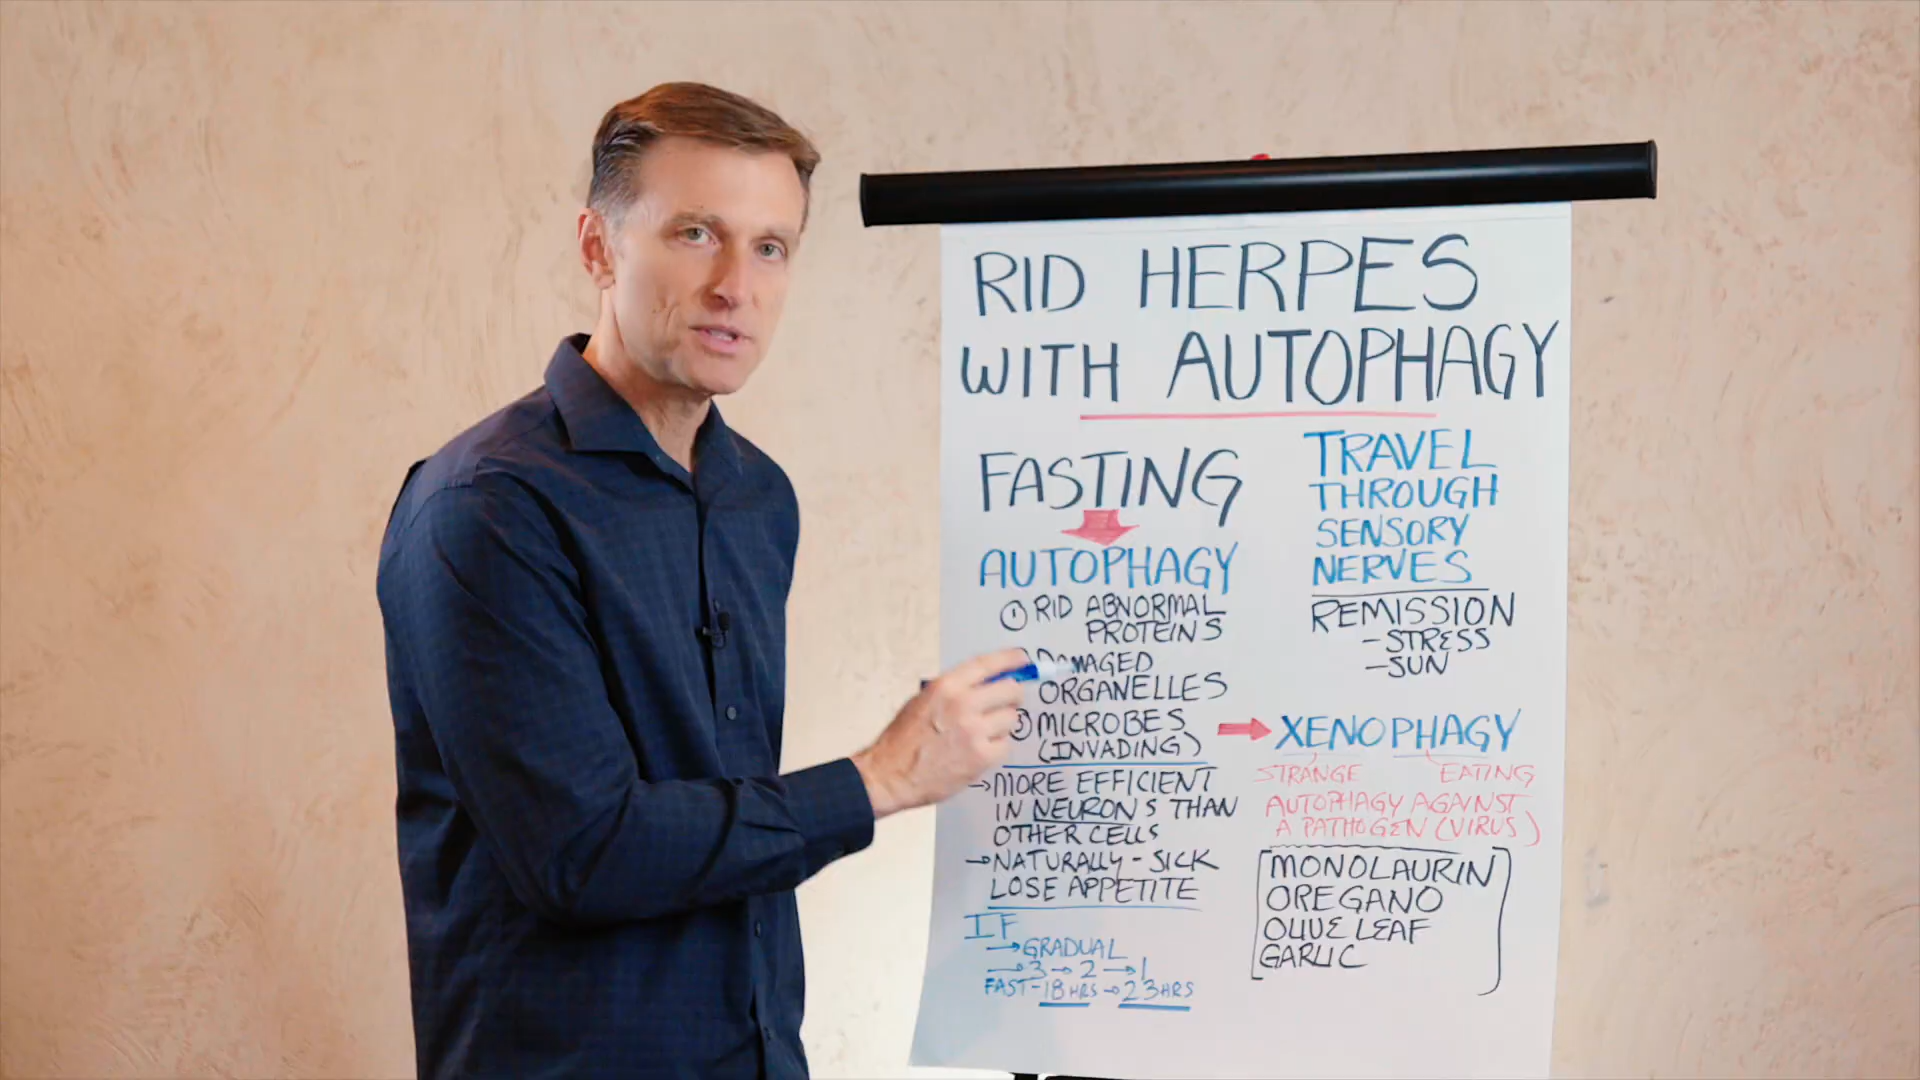 RID HERPES
WITH AUTOPHAGY
FASTING
AUTOPHAGY
1 RID ABNORMAL
PROTEINS
DAMAGED
ORGANELLES
3 MICROBES
(INVADING)
→MORE EFFICIENT
IN NEURONS THAN
OTHER CELLS
→NATURALLY - SICK
LOSE APPETITE
IF
→GRADUAL
→3→2→1
FAST-18HRS→23HRS
TRAVEL
THROUGH
SENSORY
NERVES
REMISSION
-STRESS
-SUN
XENOPHAGY
STRANGE EATING
AUTOPHAGY AGAINST
A PATHOGEN (VIRUS)
MONOLAURIN
OREGANO
OLIVE LEAF
GARLIC